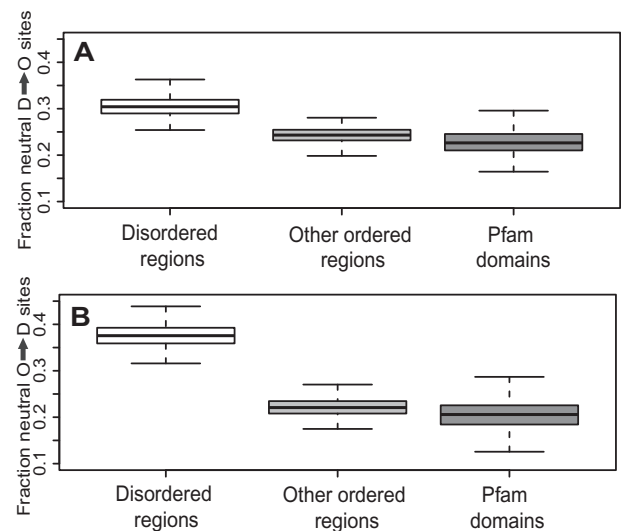 A
Fraction neutral D➡O sites
0.4
0.3
0.2
0.1
Disordered
regions
Other ordered
regions
Pfam
domains
B
Fraction neutral O➡D sites
0.4
0.3
0.2
0.1
Disordered
regions
Other ordered
regions
Pfam
domains